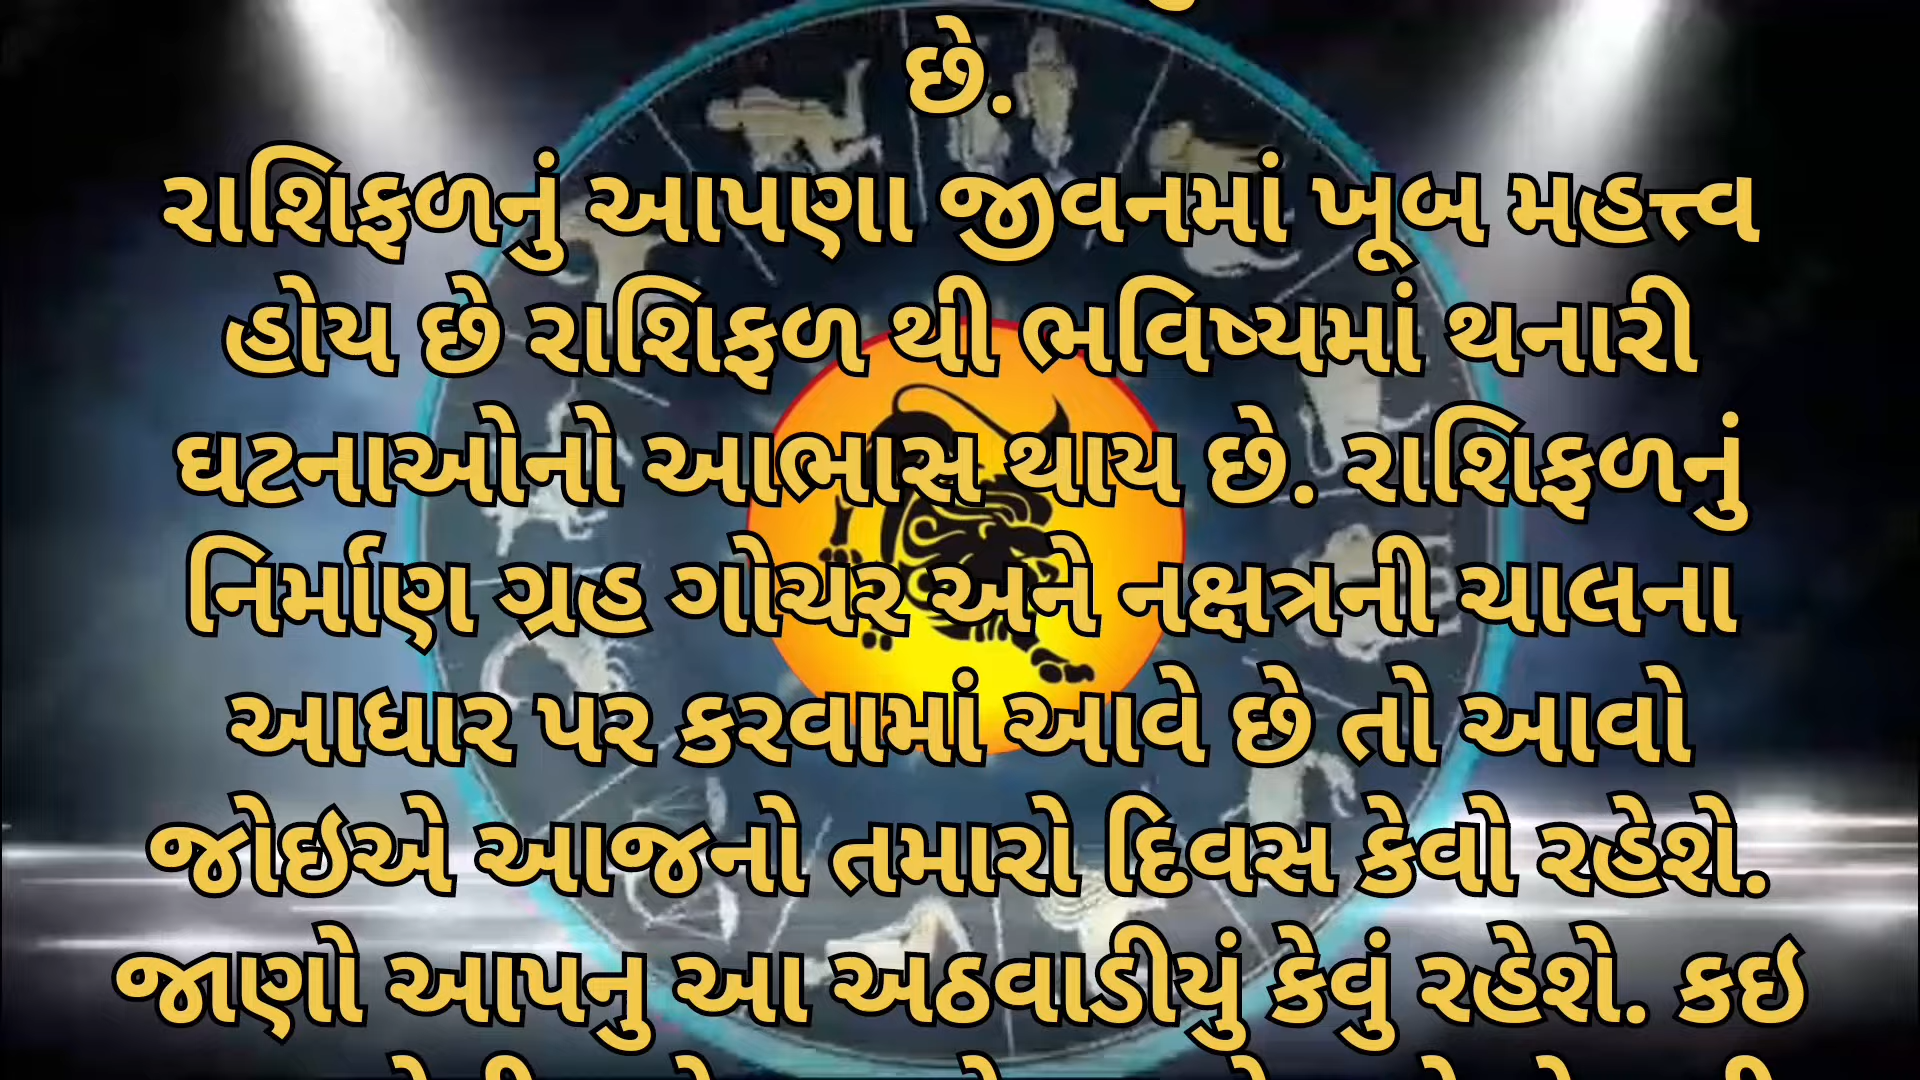 છે.
રાશિફળનું આપણા જીવનમાં ખૂબ મહત્ત્વ
હોય છે રાશિફળ થી ભવિષ્યમાં થનારી
ઘટનાઓનો આભાસ થાય છે. રાશિફળનું
નિર્માણ ગ્રહ ગોચર અને નક્ષત્રની ચાલના
આધાર પર કરવામાં આવે છે તો આવો
જોઇએ આજનો તમારો દિવસ કેવો રહેશે.
જાણો આપનુ આ અઠવાડીયું કેવું રહેશે. કઇ